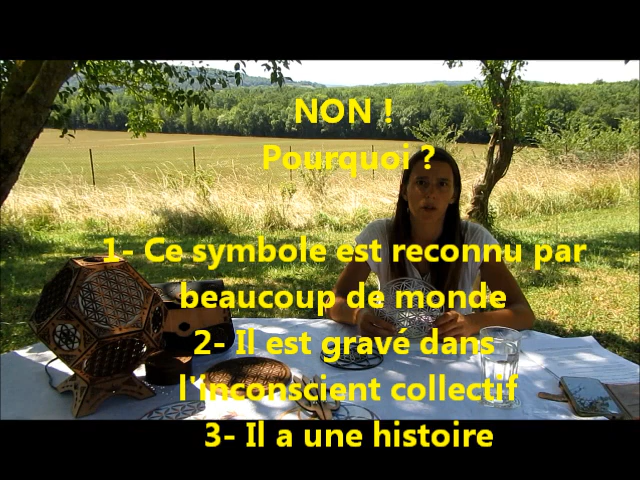 NON !
Pourquoi ?
1- Ce symbole est reconnu par
beaucoup de monde
2- Il est gravé dans
l'inconscient collectif
3- Il a une histoire